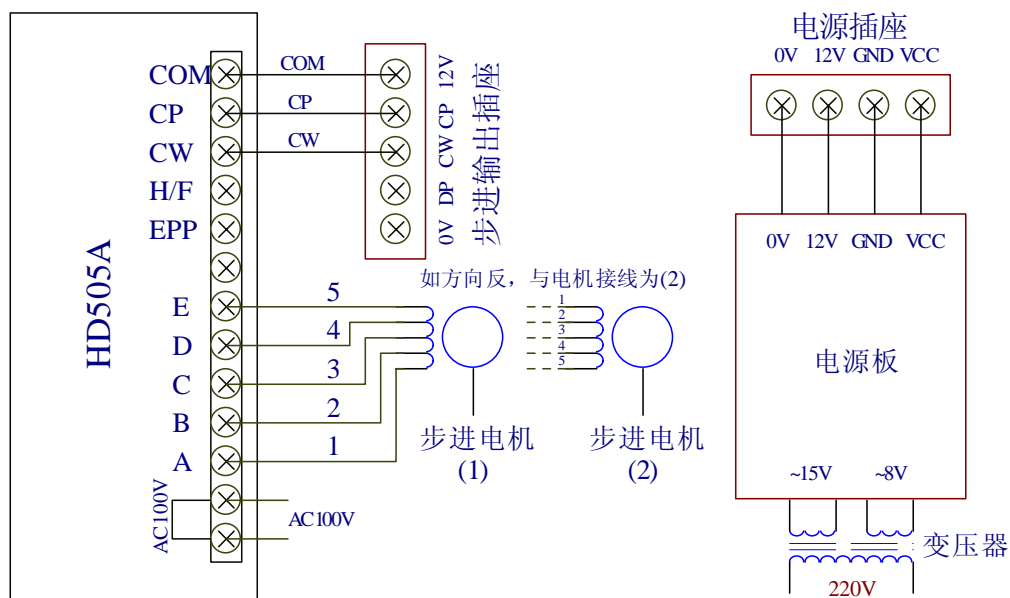 HD505A
COM
CP
CW
H/F
EPP
E
D
C
B
A
AC100V
AC100V
COM
CP
CW
12V
CP
CW
DP
0V
步进输出插座
5
4
3
2
1
如方向反，与电机接线为(2)
1
2
3
4
5
步进电机
(1)
步进电机
(2)
电源插座
0V 12V GND VCC
0V 12V GND VCC
电源板
~15V ~8V
变压器
220V